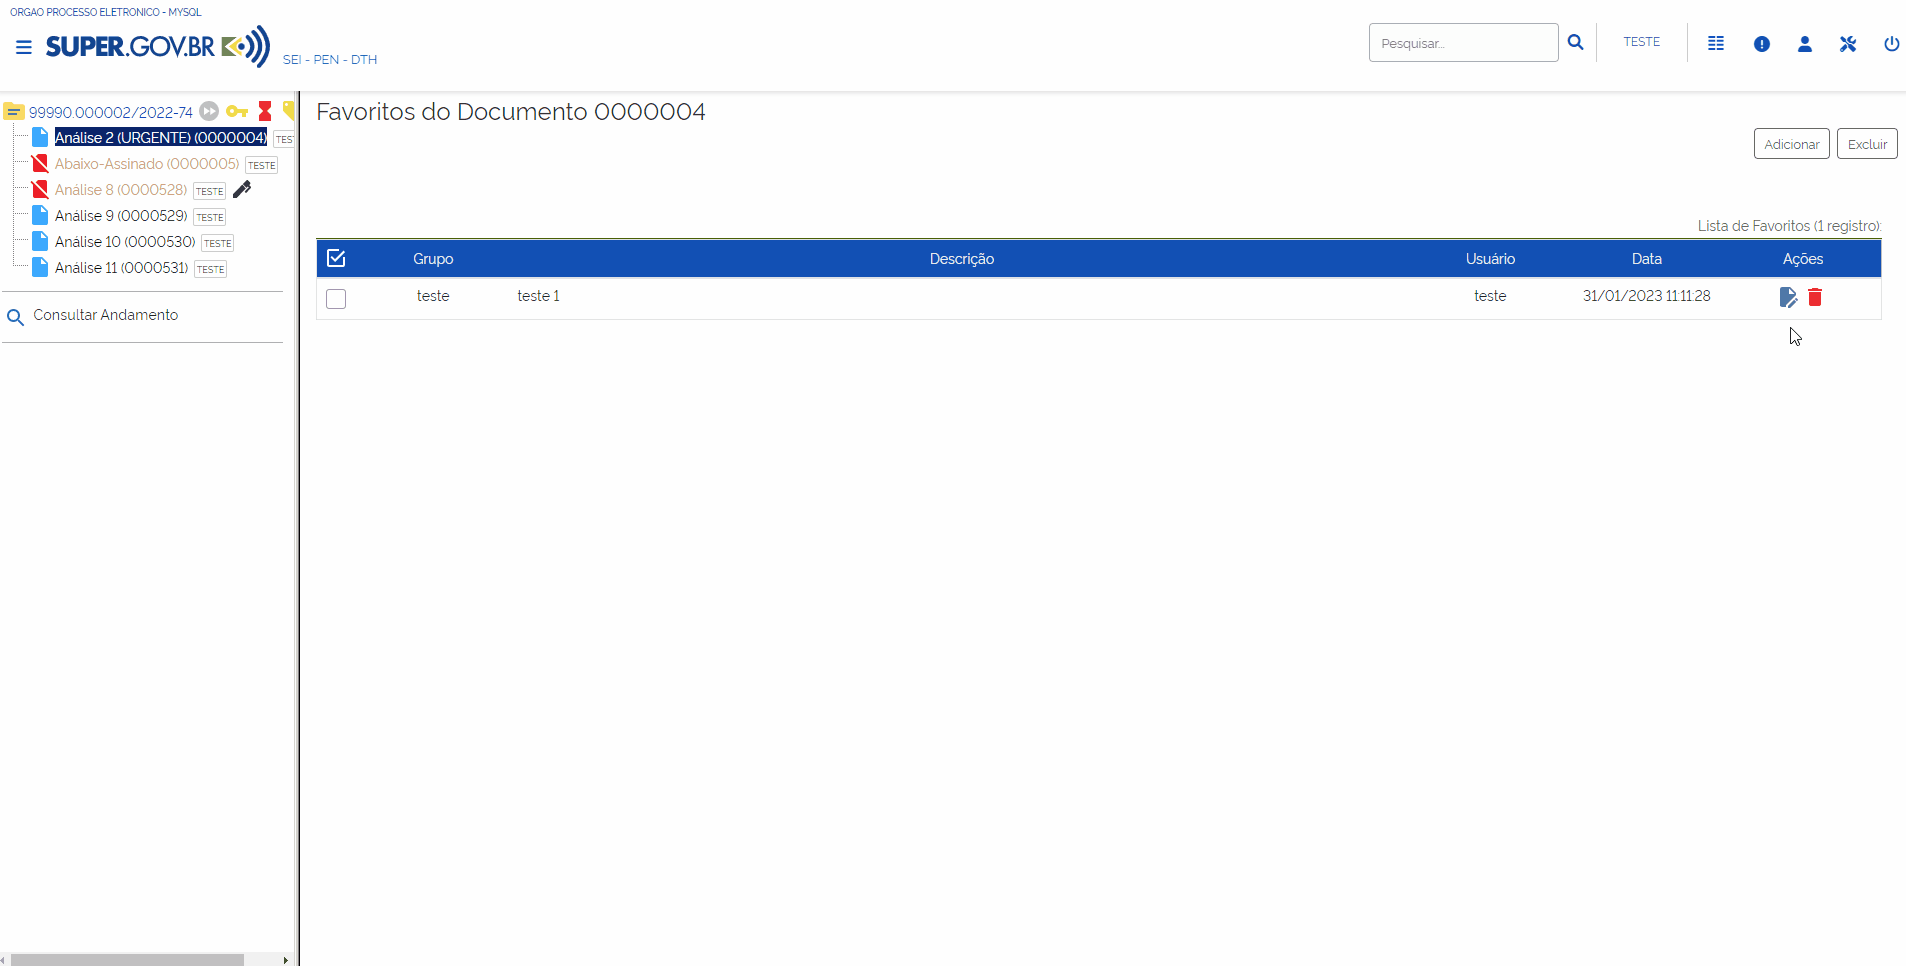 ORGAO PROCESSO ELETRONICO - MYSQL
SUPER.GOV.BR
SEI - PEN - DTH
Pesquisar...
TESTE
99990.000002/2022-74
Análise 2 (URGENTE) (0000004)
TEST
Abaixo-Assinado (0000005) TESTE
Análise 8 (0000528) TESTE
Análise 9 (0000529) TESTE
Análise 10 (0000530) TESTE
Análise 11 (0000531) TESTE
Consultar Andamento
Favoritos do Documento 0000004
Adicionar Excluir
Lista de Favoritos (1 registro):
Grupo Descrição Usuário Data Ações
teste teste 1 teste 31/01/2023 11:11:28